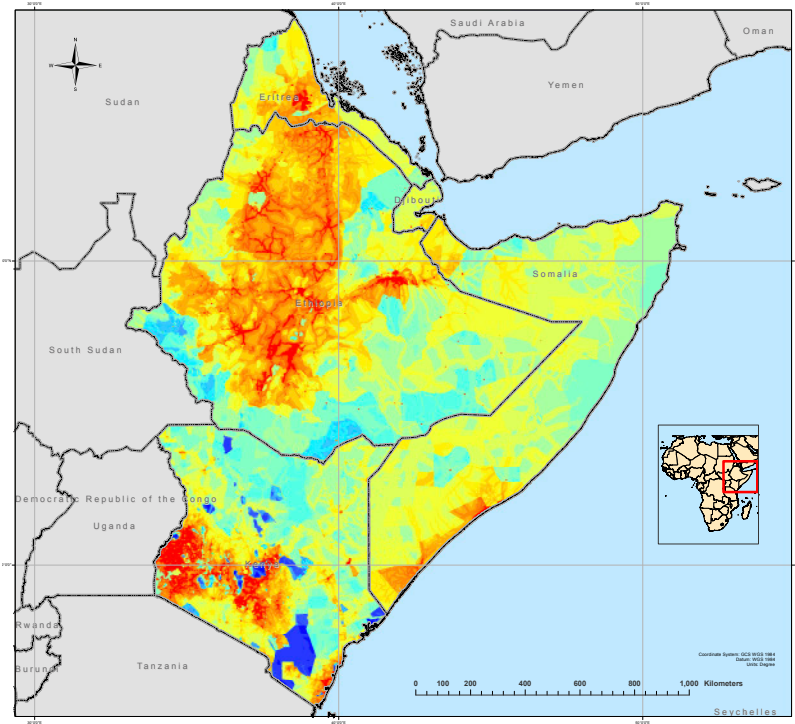 Saudi Arabia
Oman
N
W E
S
Yemen
Sudan
Eritrea
Djibouti
Somalia
Ethiopia
South Sudan
Democratic Republic of the Congo
Uganda
Kenya
Rwanda
Coordinate System: GCS WGS 1984
Datum: WGS 1984
Units: Degree
Burundi
Tanzania
0 100 200 400 600 800 1,000 Kilometers
Seychelles